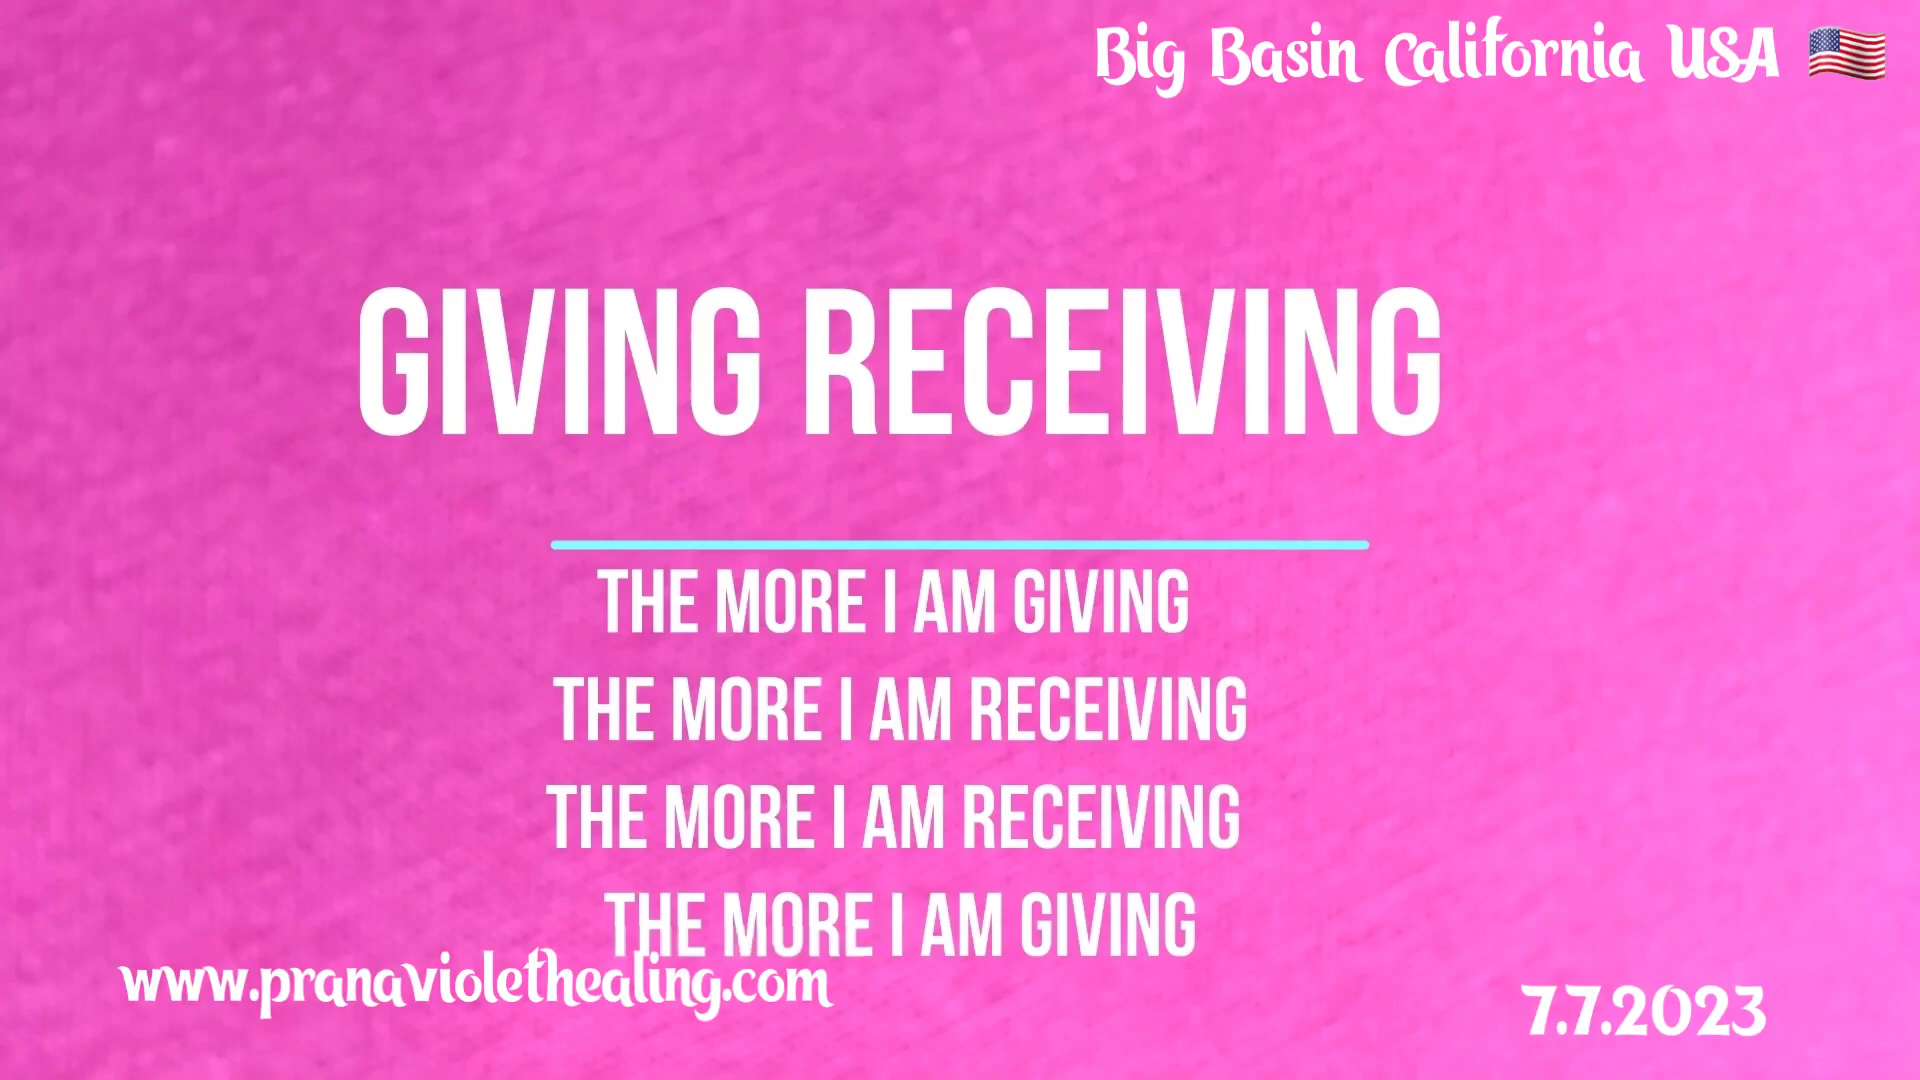 Big Basin California USA 🇺🇸
GIVING RECEIVING
THE MORE I AM GIVING
THE MORE I AM RECEIVING
THE MORE I AM RECEIVING
THE MORE I AM GIVING
www.pranaviolethealing.com
7.7.2023